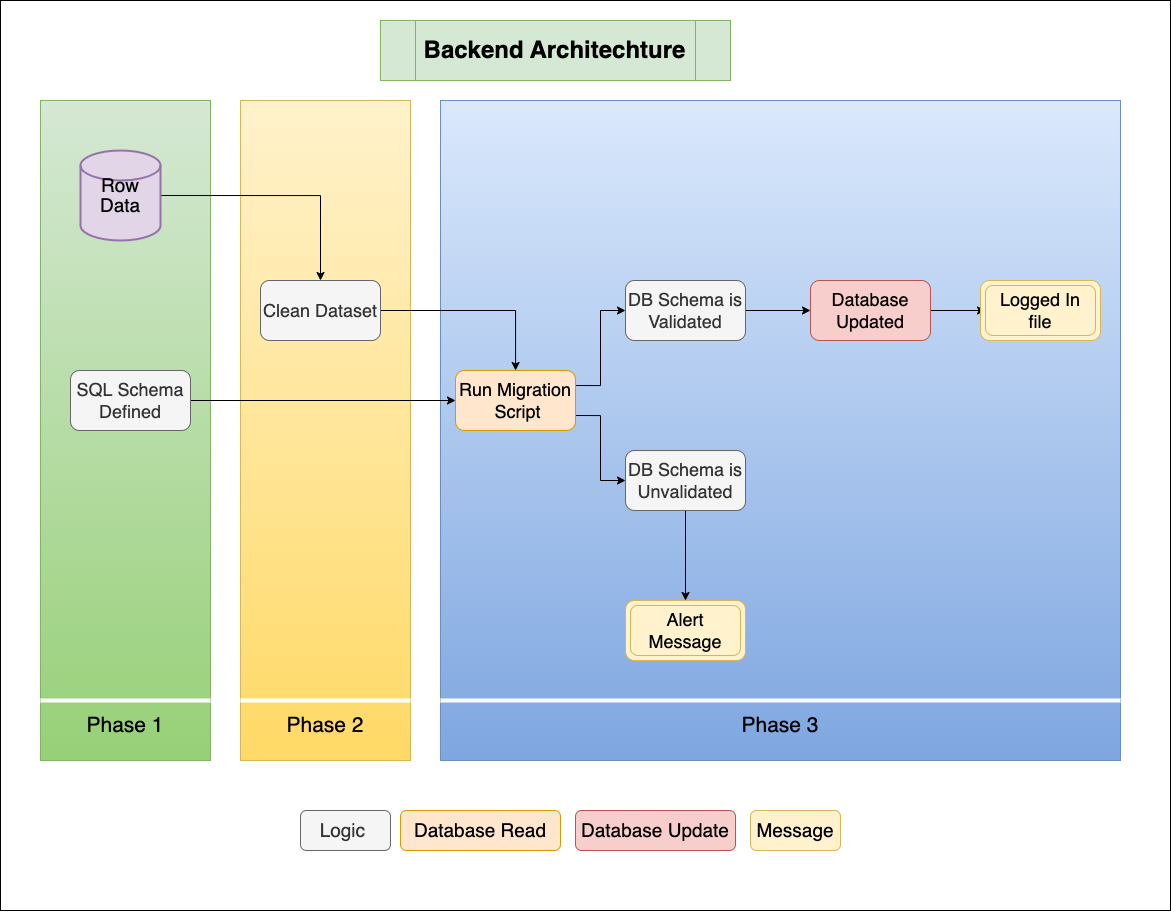 Backend Architechture
Row
Data
Clean Dataset
SQL Schema
Defined
Run Migration
Script
DB Schema is
Validated
Database
Updated
Logged In
file
DB Schema is
Unvalidated
Alert
Message
Phase 1
Phase 2
Phase 3
Logic
Database Read
Database Update
Message